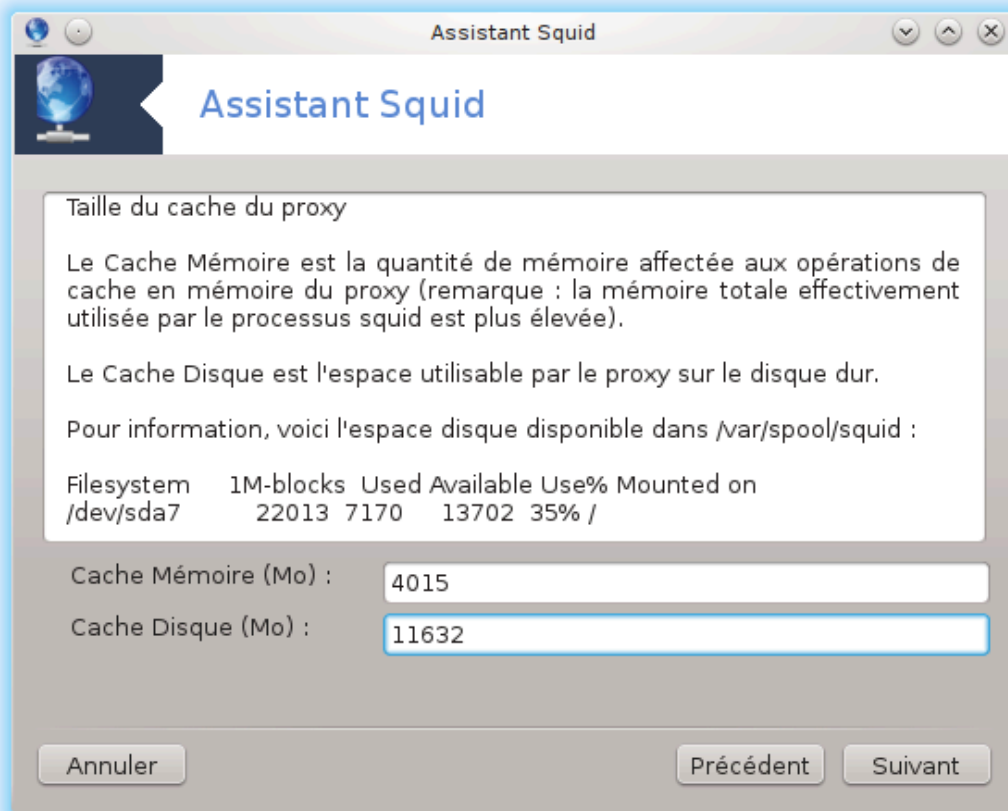 Assistant Squid
Assistant Squid
Taille du cache du proxy
Le Cache Mémoire est la quantité de mémoire affectée aux opérations de
cache en mémoire du proxy (remarque : la mémoire totale effectivement
utilisée par le processus squid est plus élevée).
Le Cache Disque est l'espace utilisable par le proxy sur le disque dur.
Pour information, voici l'espace disque disponible dans /var/spool/squid :
Filesystem 1M-blocks Used Available Use% Mounted on
/dev/sda7 22013 7170 13702 35% /
Cache Mémoire (Mo) : 4015
Cache Disque (Mo) : 11632
Annuler Précédent Suivant